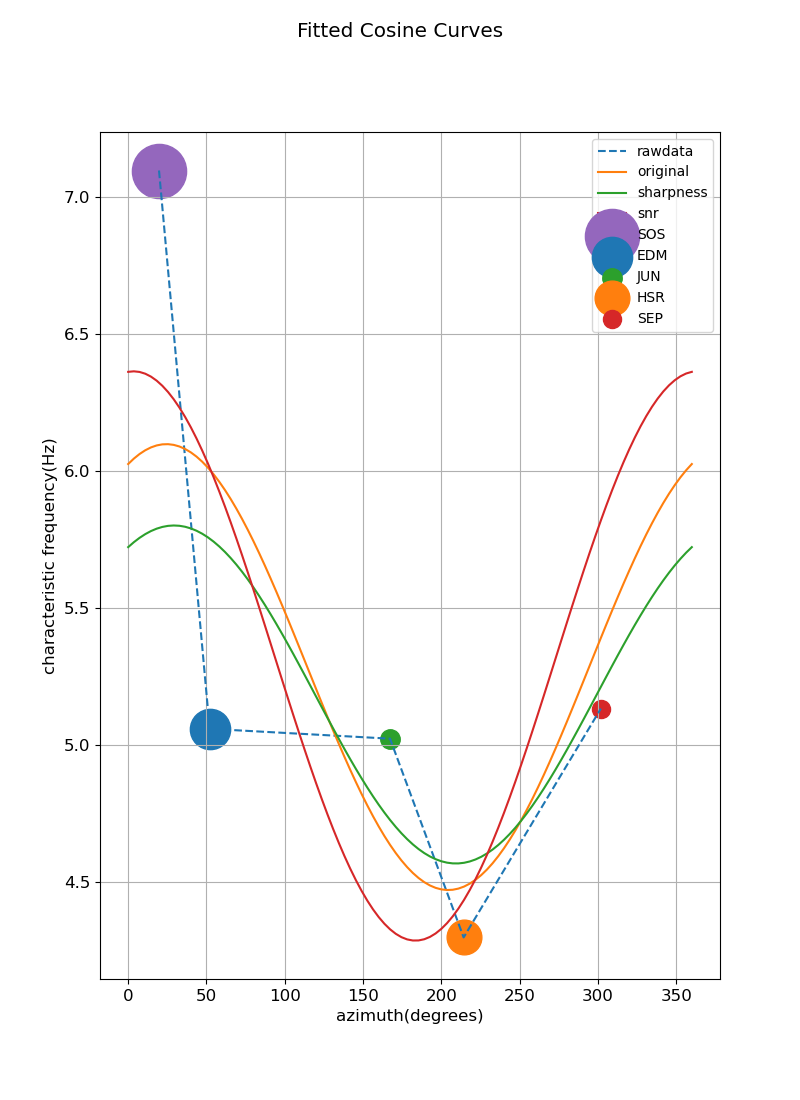 Fitted Cosine Curves
rawdata
original
sharpness
snr
SOS
EDM
JUN
HSR
SEP
characteristic frequency(Hz)
7.0
6.5
6.0
5.5
5.0
4.5
0 50 100 150 200 250 300 350
azimuth(degrees)